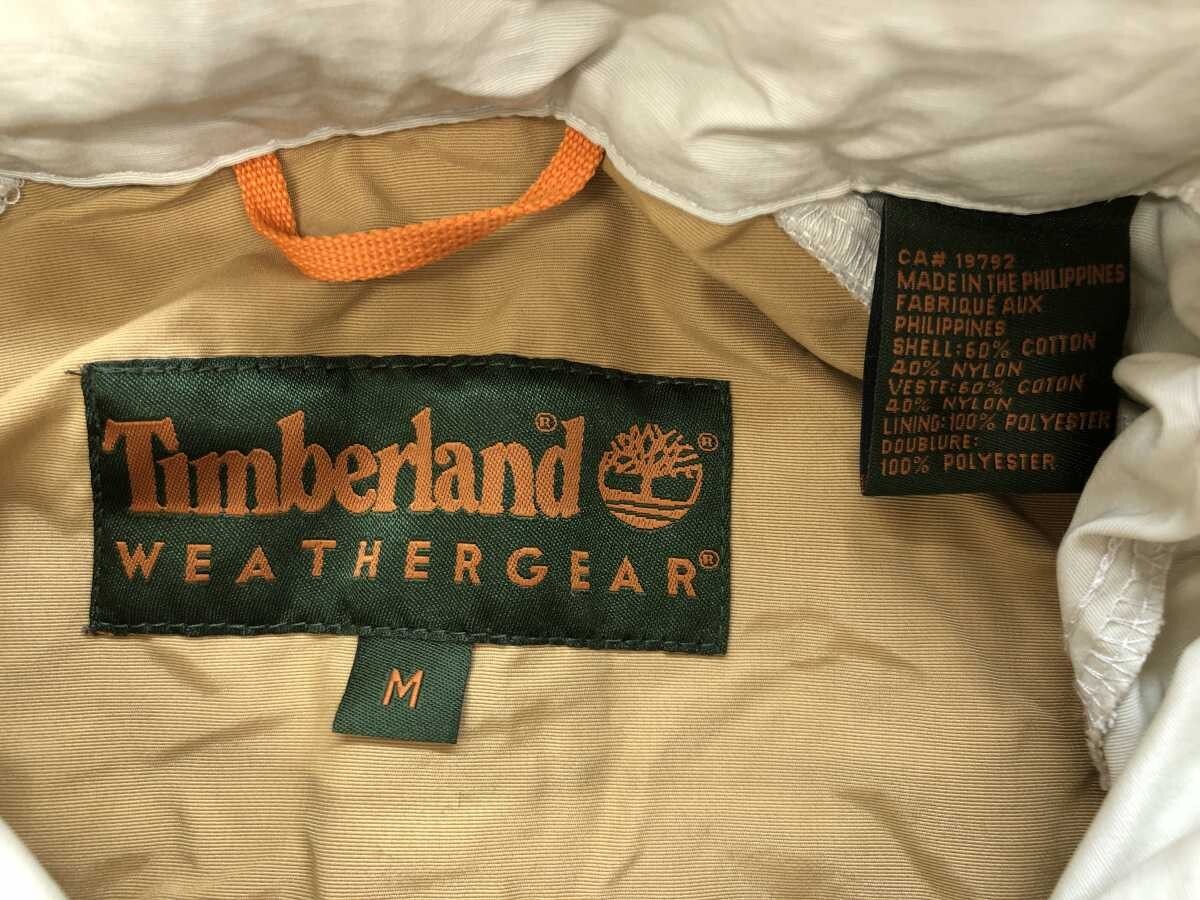 Timberland®
®
WEATHERGEAR®
M
CA# 19792
MADE IN THE PHILIPPINES
FABRIQUÉ AUX
PHILIPPINES
SHELL: 60% COTTON
40% NYLON
VESTE: 60% COTON
40% NYLON
LINING: 100% POLYESTER
DOUBLURE:
100% POLYESTER